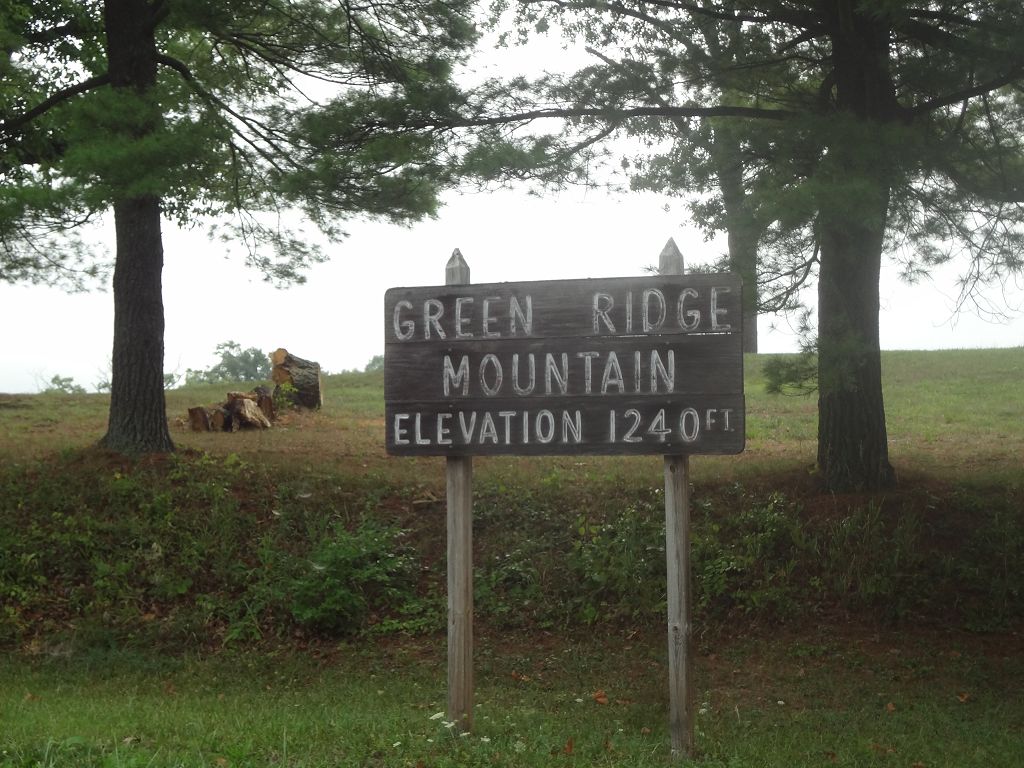 GREEN RIDGE
MOUNTAIN
ELEVATION 1240 FT.